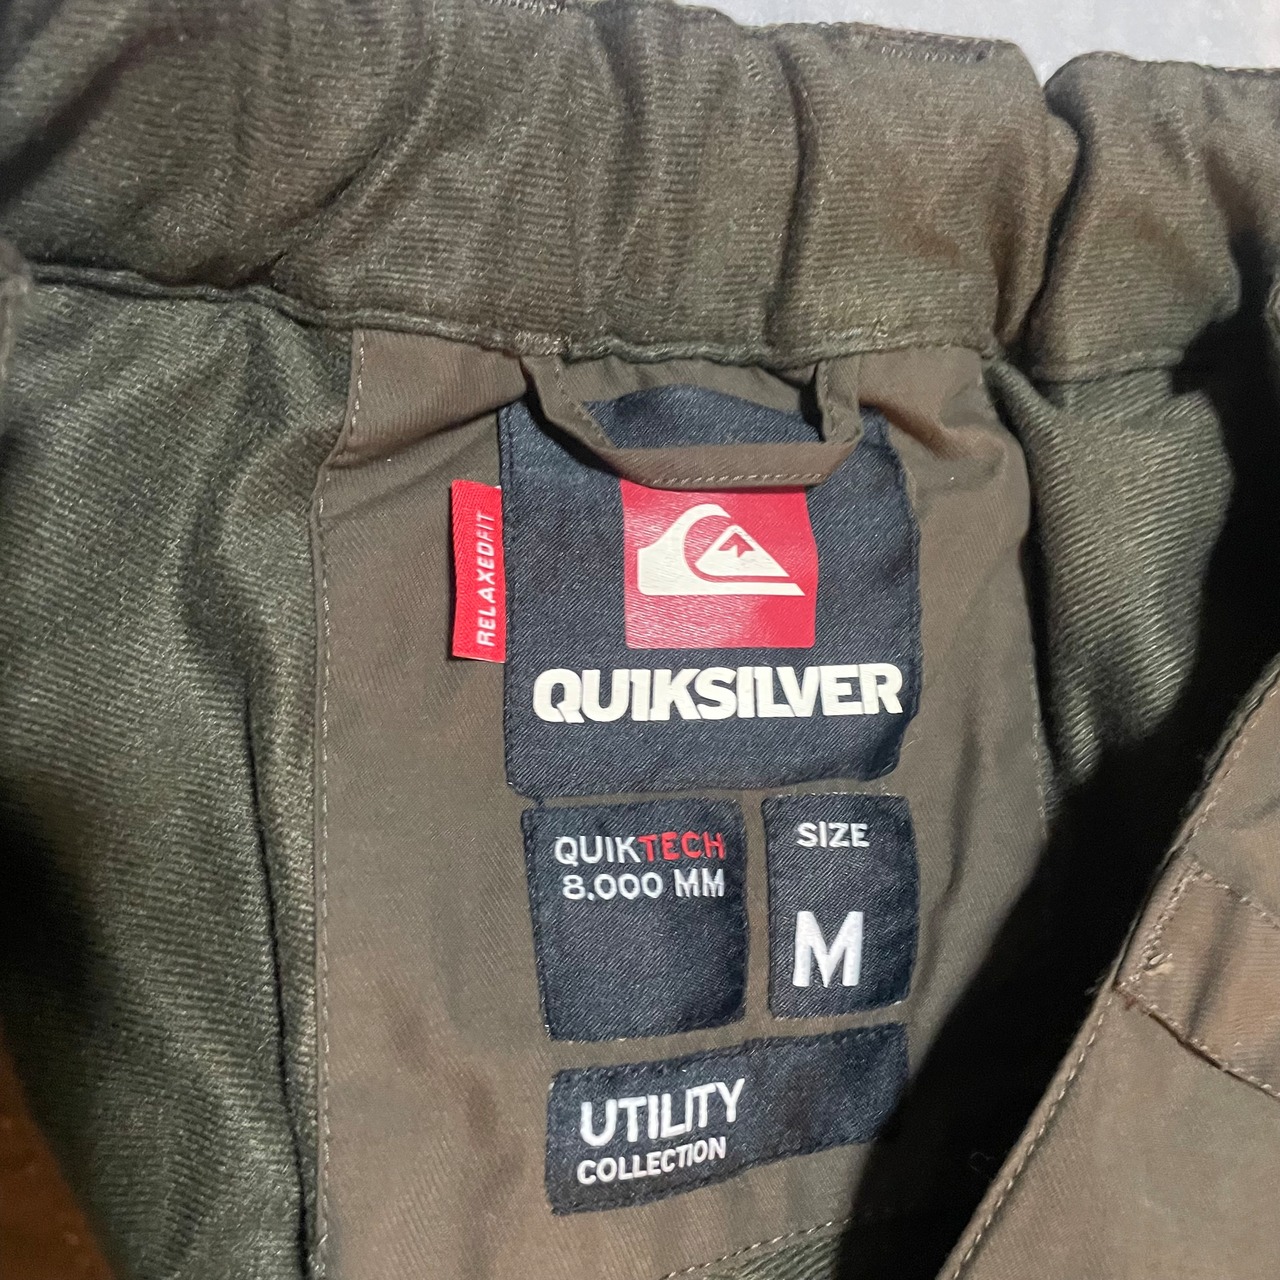 RELAXEDFIT
QUIKSILVER
QUIKTECH
8.000 MM
SIZE
M
UTILITY
COLLECTION